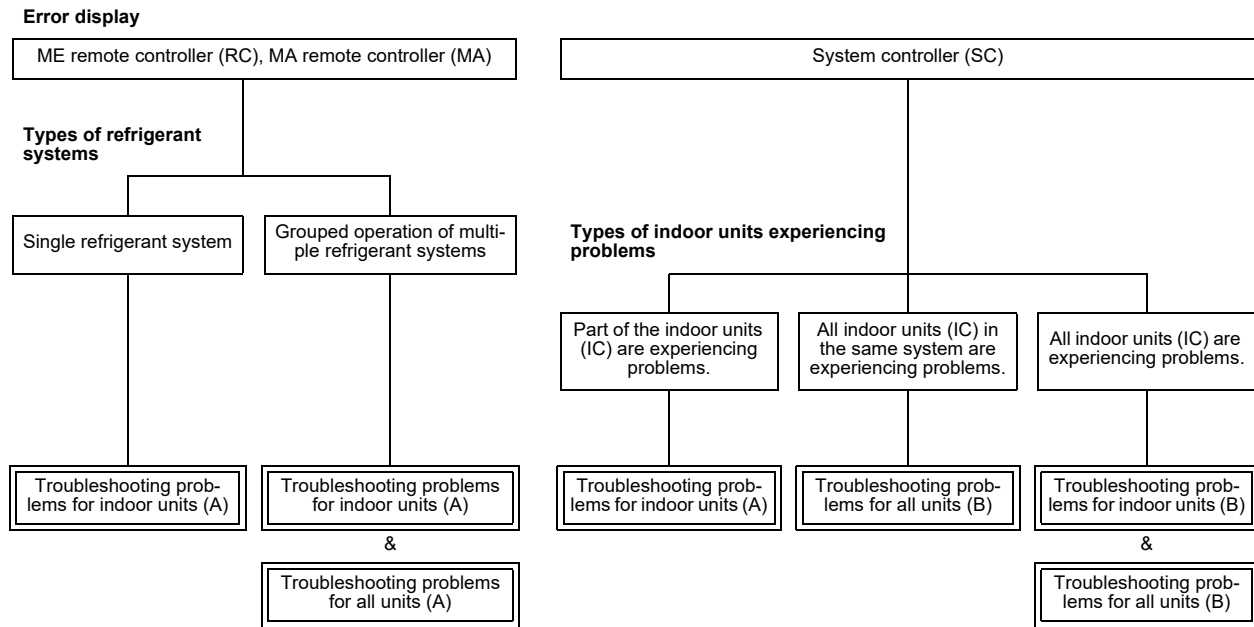 Error display
ME remote controller (RC), MA remote controller (MA)
System controller (SC)
Types of refrigerant
systems
Single refrigerant system
Grouped operation of multi-
ple refrigerant systems
Types of indoor units experiencing
problems
Part of the indoor units
(IC) are experiencing
problems.
All indoor units (IC) in
the same system are
experiencing problems.
All indoor units (IC) are
experiencing problems.
Troubleshooting prob-
lems for indoor units (A)
Troubleshooting problems
for indoor units (A)
&
Troubleshooting problems
for all units (A)
Troubleshooting prob-
lems for indoor units (A)
Troubleshooting prob-
lems for all units (B)
Troubleshooting prob-
lems for indoor units (B)
&
Troubleshooting prob-
lems for all units (B)